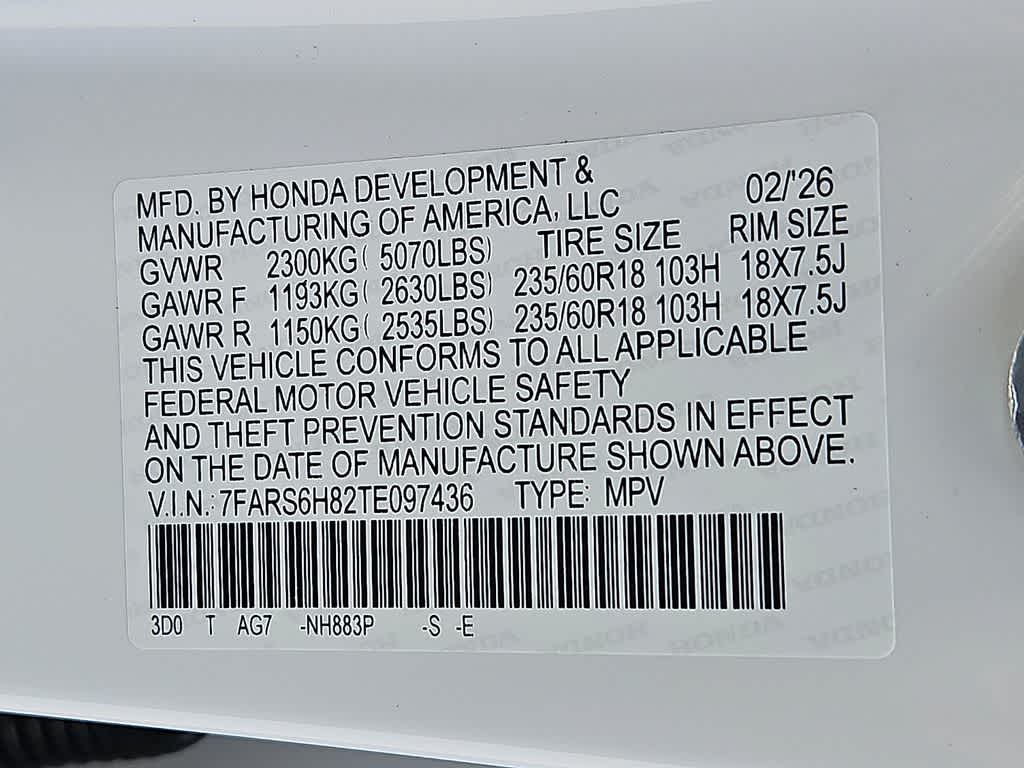 MFD. BY HONDA DEVELOPMENT & 02/'26
MANUFACTURING OF AMERICA, LLC
GVWR 2300KG( 5070LBS) TIRE SIZE RIM SIZE
GAWR F 1193KG( 2630LBS) 235/60R18 103H 18X7.5J
GAWR R 1150KG( 2535LBS) 235/60R18 103H 18X7.5J
THIS VEHICLE CONFORMS TO ALL APPLICABLE
FEDERAL MOTOR VEHICLE SAFETY
AND THEFT PREVENTION STANDARDS IN EFFECT
ON THE DATE OF MANUFACTURE SHOWN ABOVE.
V.I.N.: 7FARS6H82TE097436 TYPE: MPV
3D0 T AG7 -NH883P -S -E
HONDA